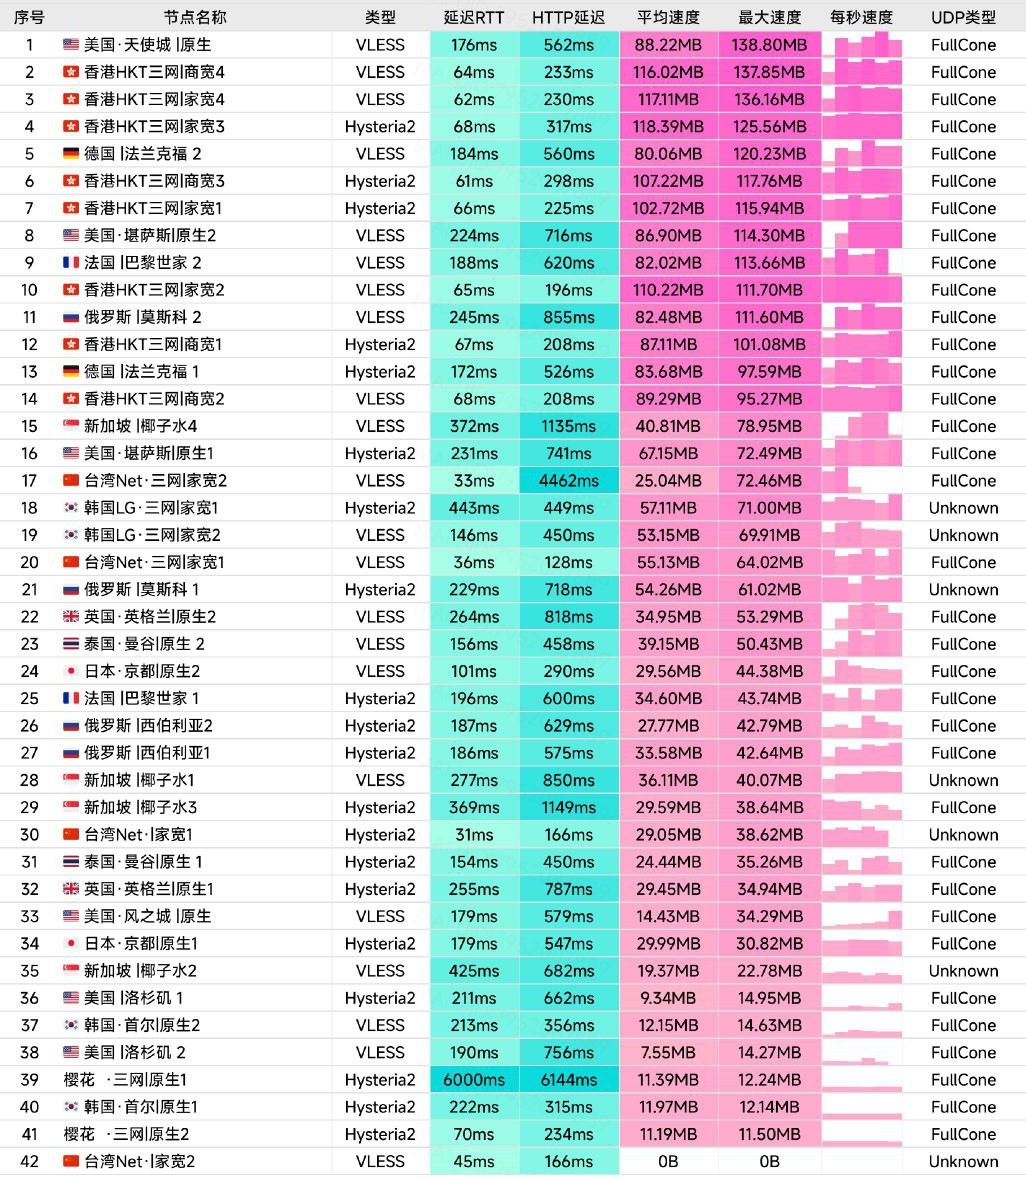 序号 节点名称 类型 延迟RTT HTTP延迟 平均速度 最大速度 每秒速度 UDP类型
1 美国·天使城 |原生 VLESS 176ms 562ms 88.22MB 138.80MB FullCone
2 香港HKT三网|商宽4 VLESS 64ms 233ms 116.02MB 137.85MB FullCone
3 香港HKT三网|家宽4 VLESS 62ms 230ms 117.11MB 136.16MB FullCone
4 香港HKT三网|家宽3 Hysteria2 68ms 317ms 118.39MB 125.56MB FullCone
5 德国 |法兰克福 2 VLESS 184ms 560ms 80.06MB 120.23MB FullCone
6 香港HKT三网|商宽3 Hysteria2 61ms 298ms 107.22MB 117.76MB FullCone
7 香港HKT三网|家宽1 Hysteria2 66ms 225ms 102.72MB 115.94MB FullCone
8 美国·堪萨斯|原生2 VLESS 224ms 716ms 86.90MB 114.30MB FullCone
9 法国 |巴黎世家 2 VLESS 188ms 620ms 82.02MB 113.66MB FullCone
10 香港HKT三网|家宽2 VLESS 65ms 196ms 110.22MB 111.70MB FullCone
11 俄罗斯 |莫斯科 2 VLESS 245ms 855ms 82.48MB 111.60MB FullCone
12 香港HKT三网|商宽1 Hysteria2 67ms 208ms 87.11MB 101.08MB FullCone
13 德国 |法兰克福 1 Hysteria2 172ms 526ms 83.68MB 97.59MB FullCone
14 香港HKT三网|商宽2 VLESS 68ms 208ms 89.29MB 95.27MB FullCone
15 新加坡 |椰子水4 VLESS 372ms 1135ms 40.81MB 78.95MB FullCone
16 美国·堪萨斯|原生1 Hysteria2 231ms 741ms 67.15MB 72.49MB FullCone
17 台湾Net·三网|家宽2 VLESS 33ms 4462ms 25.04MB 72.46MB FullCone
18 韩国LG·三网|家宽1 Hysteria2 443ms 449ms 57.11MB 71.00MB Unknown
19 韩国LG·三网|家宽2 VLESS 146ms 450ms 53.15MB 69.91MB Unknown
20 台湾Net·三网|家宽1 VLESS 36ms 128ms 55.13MB 64.02MB FullCone
21 俄罗斯 |莫斯科 1 Hysteria2 229ms 718ms 54.26MB 61.02MB Unknown
22 英国·英格兰|原生2 VLESS 264ms 818ms 34.95MB 53.29MB FullCone
23 泰国·曼谷|原生 2 VLESS 156ms 458ms 39.15MB 50.43MB FullCone
24 日本·京都|原生2 VLESS 101ms 290ms 29.56MB 44.38MB FullCone
25 法国 |巴黎世家 1 Hysteria2 196ms 600ms 34.60MB 43.74MB FullCone
26 俄罗斯 |西伯利亚2 Hysteria2 187ms 629ms 27.77MB 42.79MB FullCone
27 俄罗斯 |西伯利亚1 Hysteria2 186ms 575ms 33.58MB 42.64MB FullCone
28 新加坡 |椰子水1 VLESS 277ms 850ms 36.11MB 40.07MB Unknown
29 新加坡 |椰子水3 Hysteria2 369ms 1149ms 29.59MB 38.64MB FullCone
30 台湾Net·|家宽1 Hysteria2 31ms 166ms 29.05MB 38.62MB Unknown
31 泰国·曼谷|原生 1 Hysteria2 154ms 450ms 24.44MB 35.26MB FullCone
32 英国·英格兰|原生1 Hysteria2 255ms 787ms 29.45MB 34.94MB FullCone
33 美国·风之城 |原生 VLESS 179ms 579ms 14.43MB 34.29MB FullCone
34 日本·京都|原生1 Hysteria2 179ms 547ms 29.99MB 30.82MB FullCone
35 新加坡 |椰子水2 VLESS 425ms 682ms 19.37MB 22.78MB Unknown
36 美国 |洛杉矶 1 Hysteria2 211ms 662ms 9.34MB 14.95MB FullCone
37 韩国·首尔|原生2 VLESS 213ms 356ms 12.15MB 14.63MB FullCone
38 美国 |洛杉矶 2 VLESS 190ms 756ms 7.55MB 14.27MB FullCone
39 樱花 ·三网|原生1 Hysteria2 6000ms 6144ms 11.39MB 12.24MB FullCone
40 韩国·首尔|原生1 Hysteria2 222ms 315ms 11.97MB 12.14MB FullCone
41 樱花 ·三网|原生2 Hysteria2 70ms 234ms 11.19MB 11.50MB FullCone
42 台湾Net·|家宽2 VLESS 45ms 166ms 0B 0B Unknown